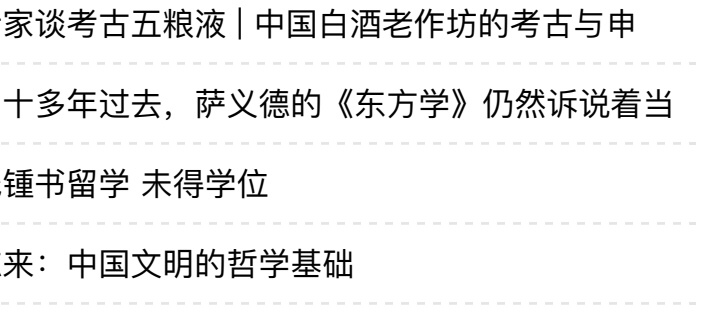 家谈考古五粮液 | 中国白酒老作坊的考古与申
十多年过去，萨义德的《东方学》仍然诉说着当
锺书留学 未得学位
来：中国文明的哲学基础